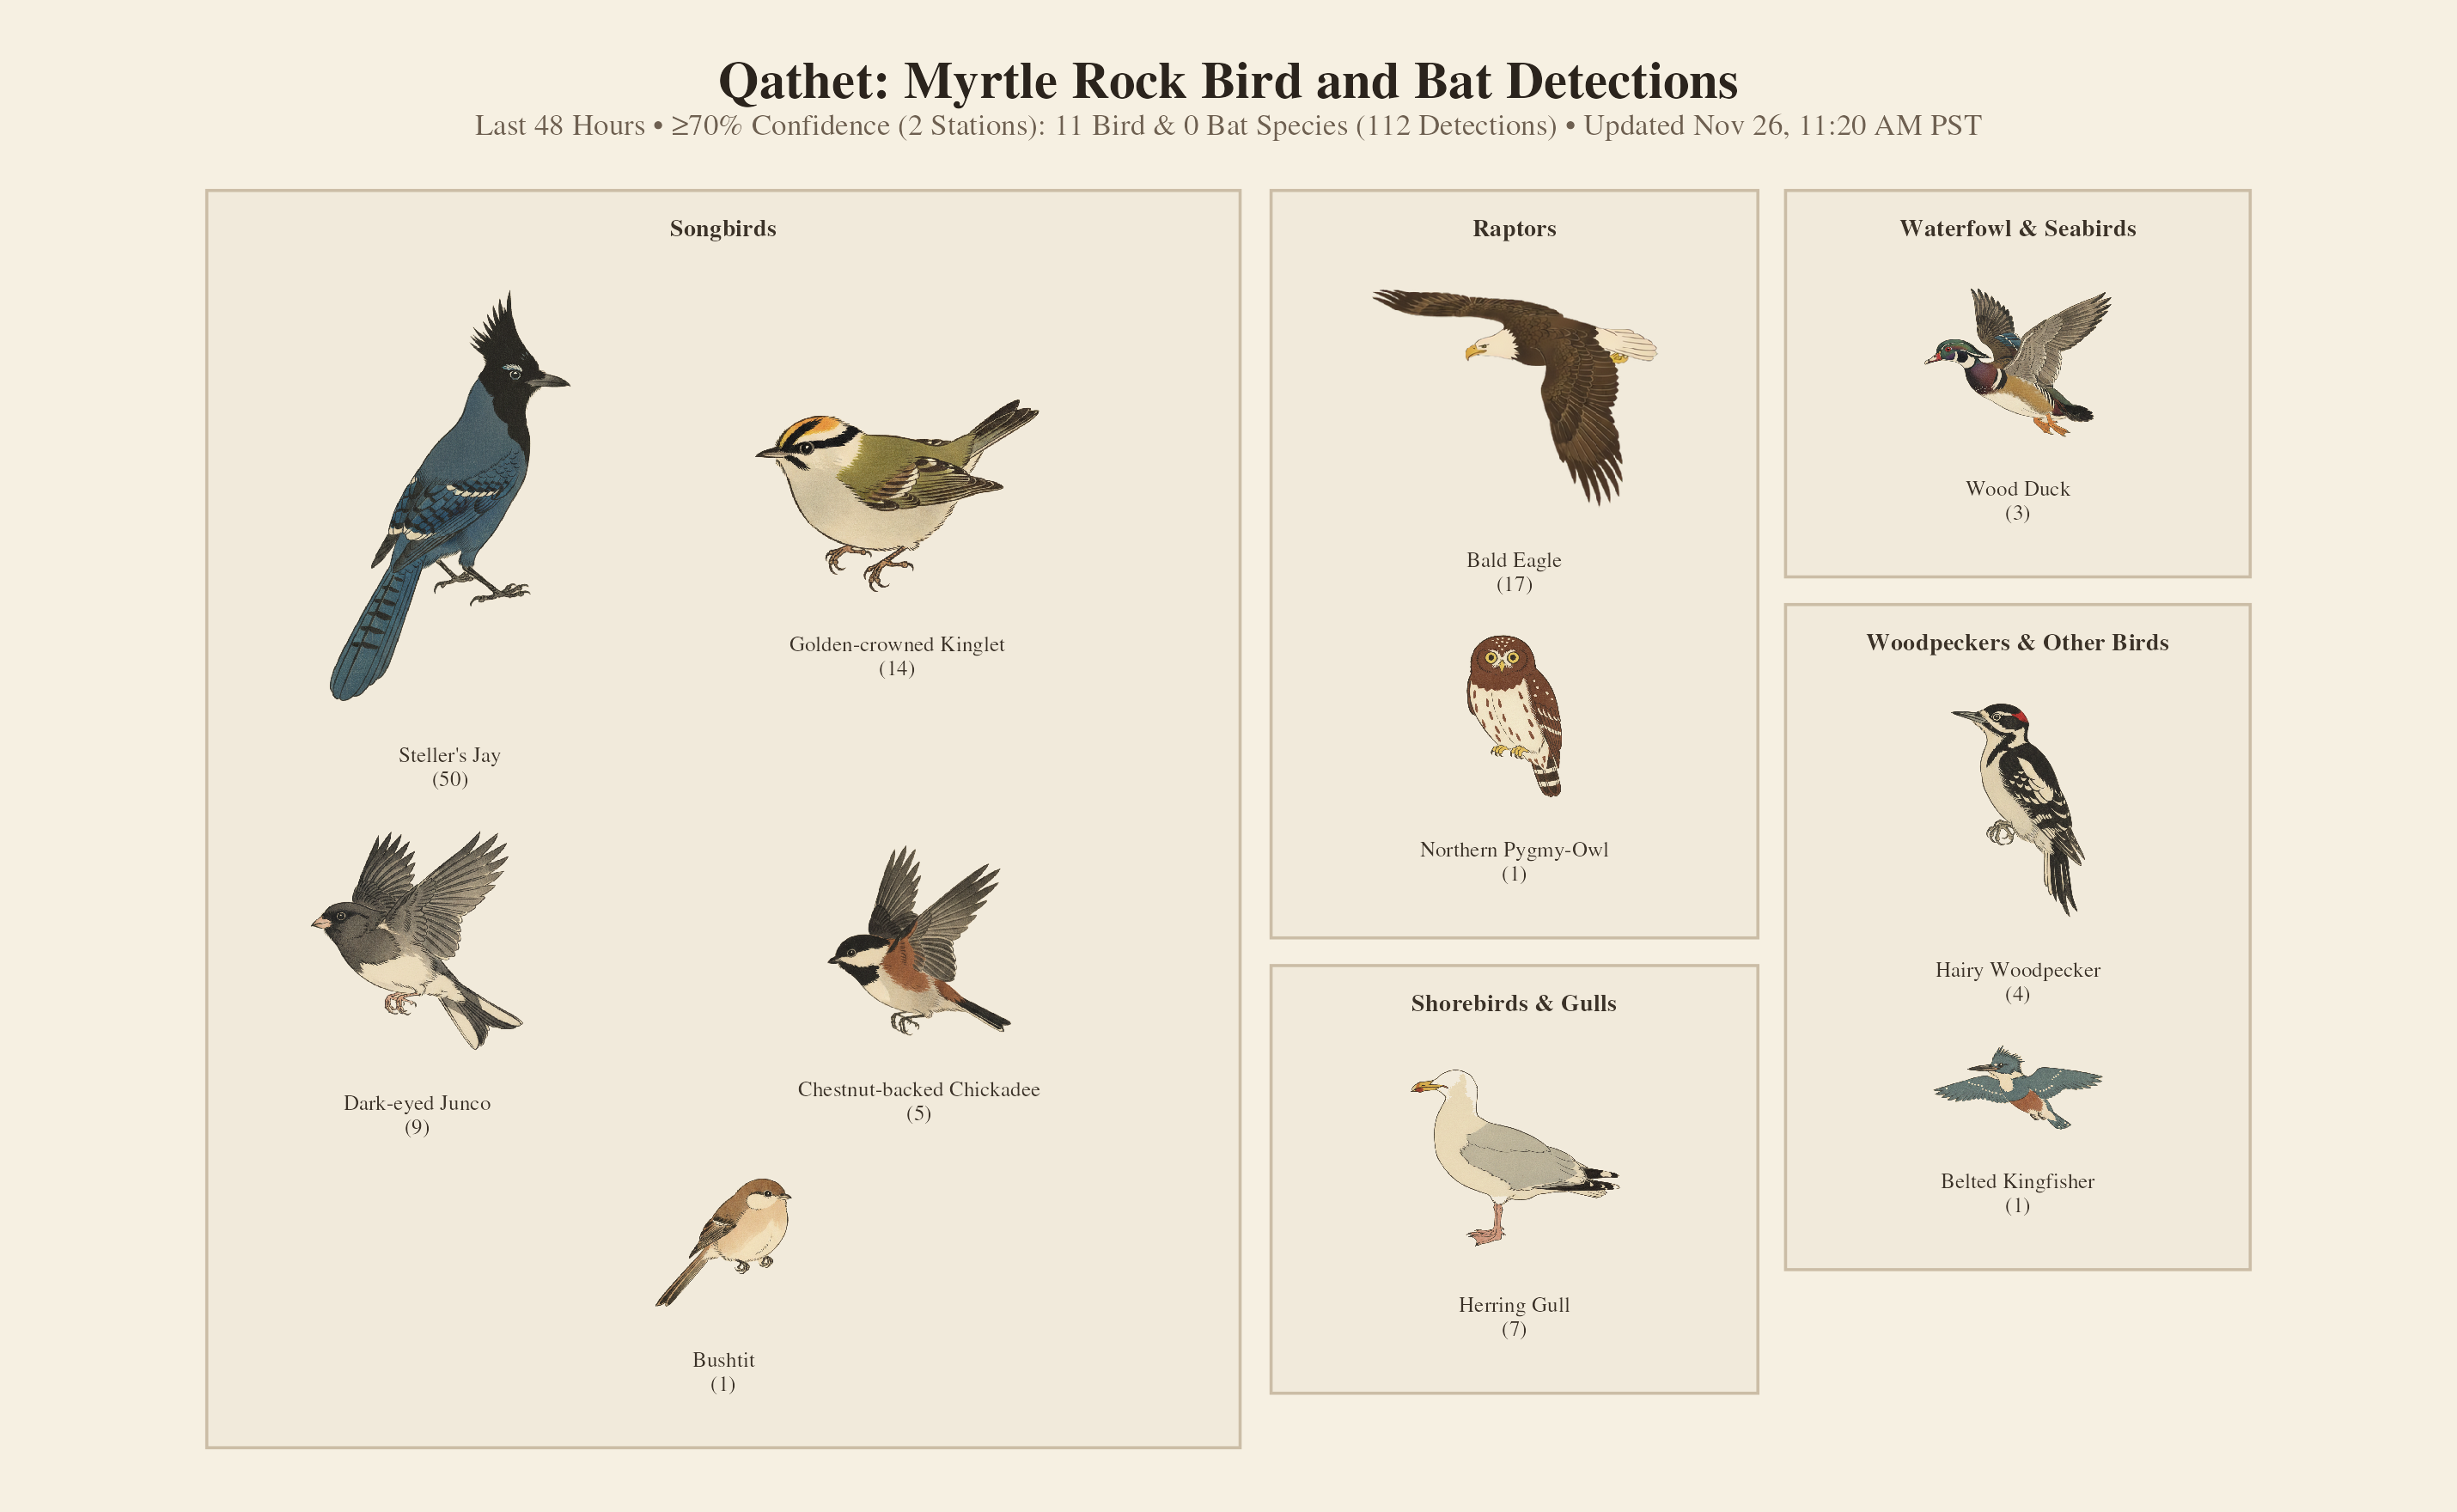 Qathet: Myrtle Rock Bird and Bat Detections
Last 48 Hours • ≥70% Confidence (2 Stations): 11 Bird & 0 Bat Species (112 Detections) • Updated Nov 26, 11:20 AM PST
Songbirds
Steller's Jay
(50)
Golden-crowned Kinglet
(14)
Dark-eyed Junco
(9)
Chestnut-backed Chickadee
(5)
Bushtit
(1)
Raptors
Bald Eagle
(17)
Northern Pygmy-Owl
(1)
Shorebirds & Gulls
Herring Gull
(7)
Waterfowl & Seabirds
Wood Duck
(3)
Woodpeckers & Other Birds
Hairy Woodpecker
(4)
Belted Kingfisher
(1)